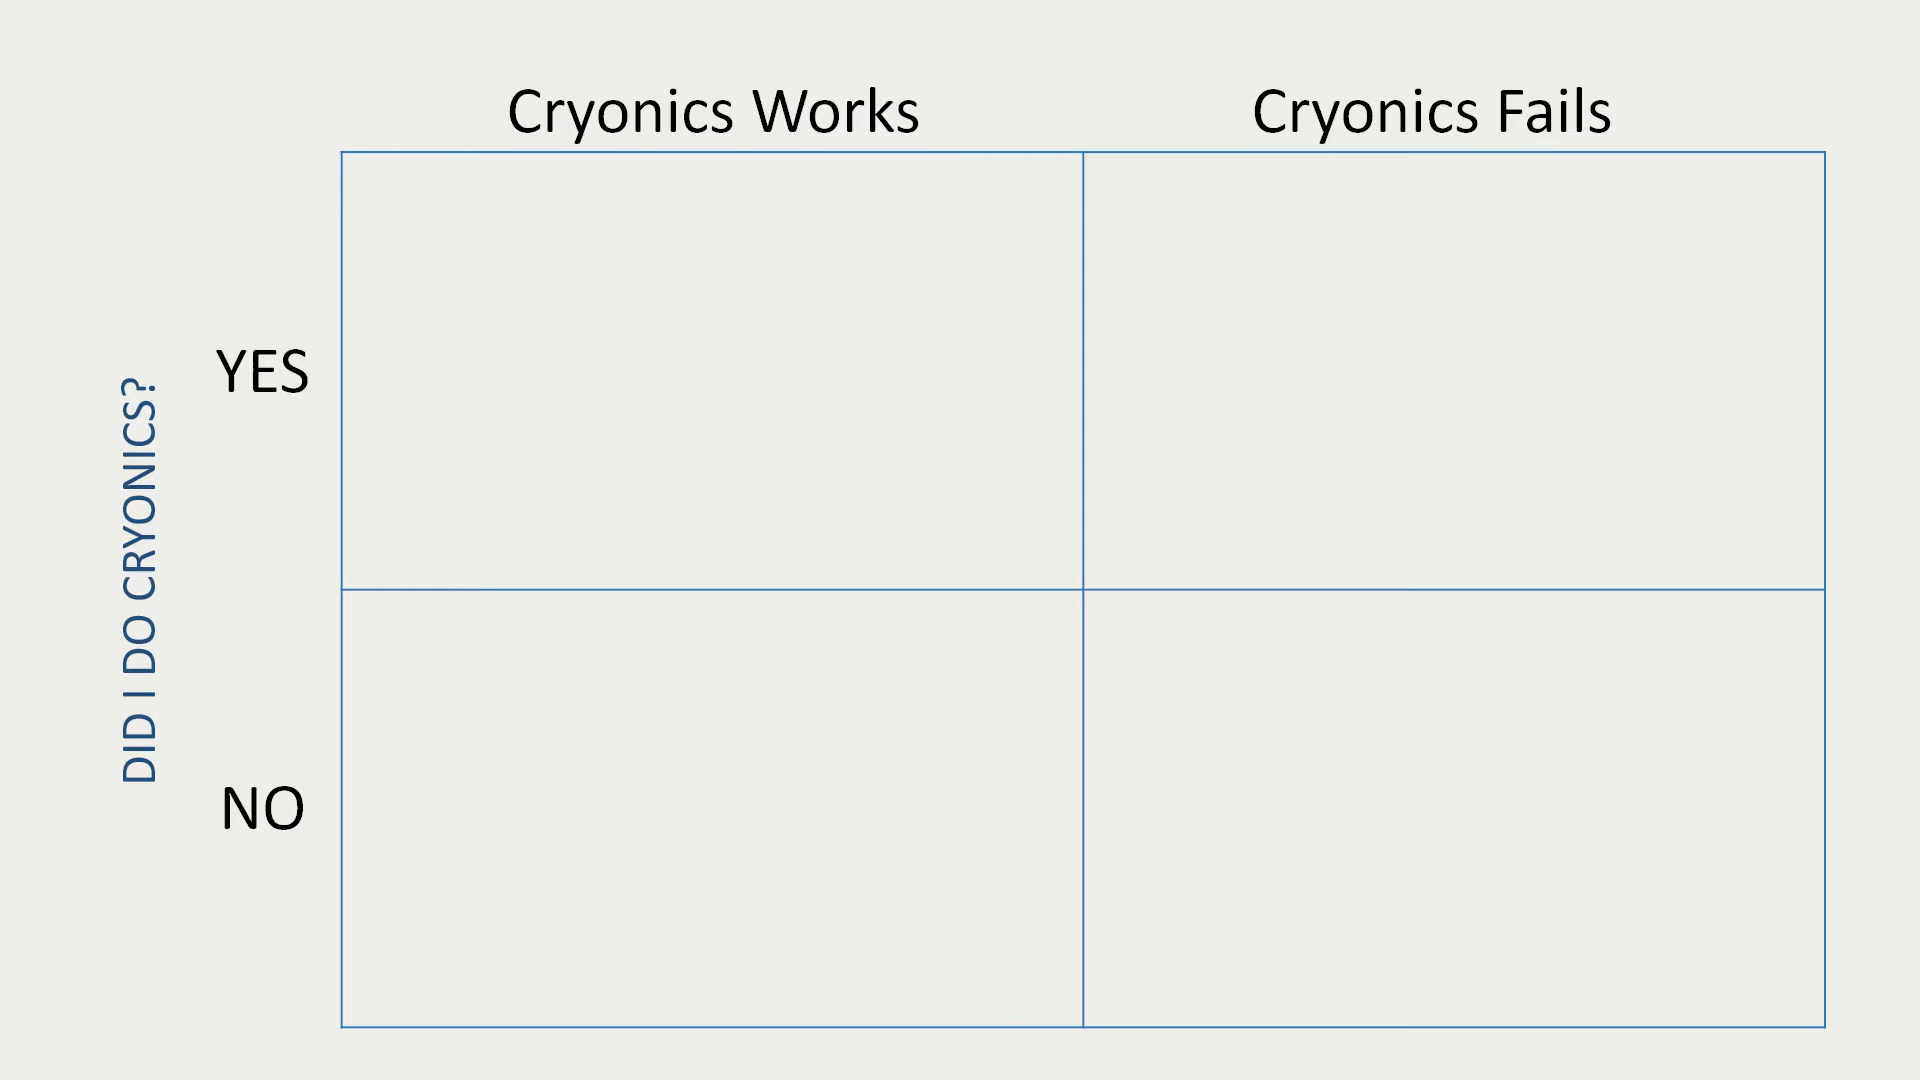 Cryonics Works
Cryonics Fails
DID I DO CRYONICS?
YES
NO